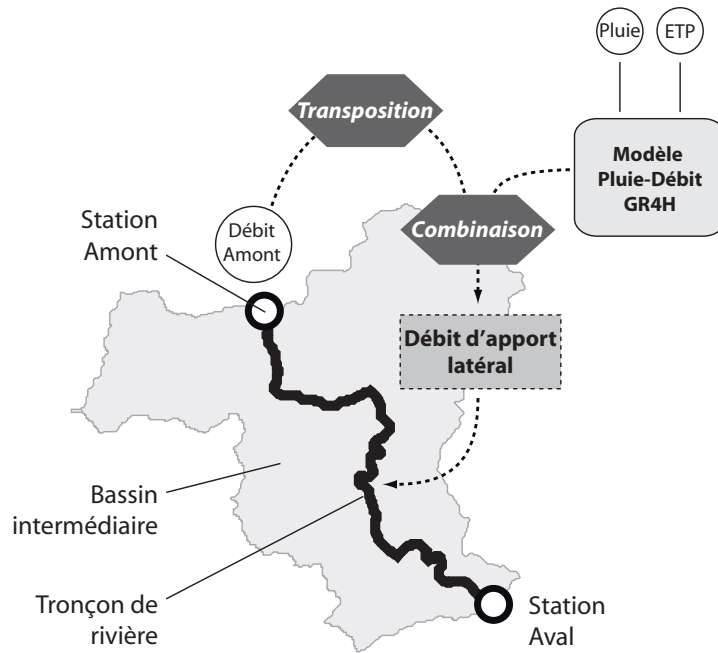 Pluie
ETP
Transposition
Modèle
Pluie-Débit
GR4H
Station
Amont
Débit
Amont
Combinaison
Débit d’apport
latéral
Bassin
intermédiaire
Tronçon de
rivière
Station
Aval